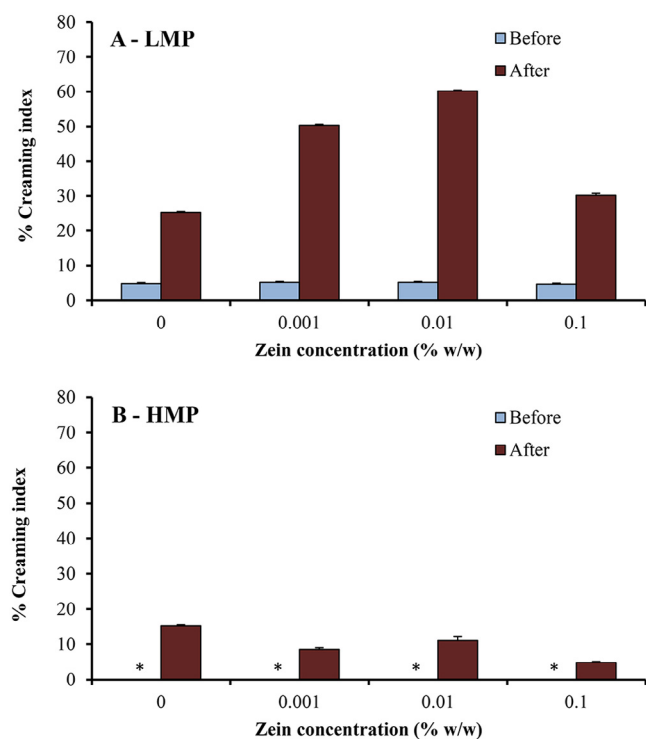 A - LMP
Before
After
% Creaming index
80
70
60
50
40
30
20
10
0
0 0.001 0.01 0.1
Zein concentration (% w/w)
B - HMP
Before
After
% Creaming index
80
70
60
50
40
30
20
10
0
* * * *
0 0.001 0.01 0.1
Zein concentration (% w/w)